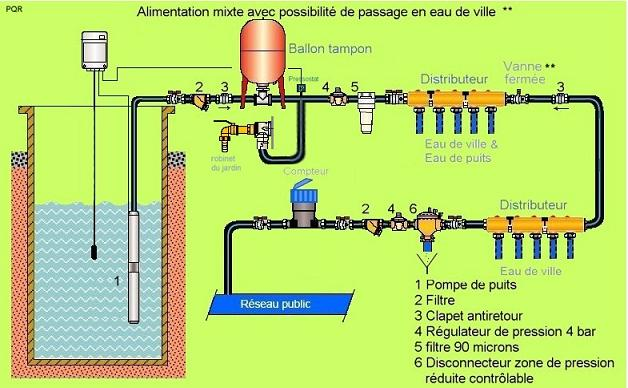 PQR
Alimentation mixte avec possibilité de passage en eau de ville **
Ballon tampon
Pressostat
Vanne **
fermée
Distributeur
2
3
4
5
3
Eau de ville &
Eau de puits
robinet
du jardin
Compteur
2
4
6
Distributeur
Eau de ville
1
Réseau public
1 Pompe de puits
2 Filtre
3 Clapet antiretour
4 Régulateur de pression 4 bar
5 filtre 90 microns
6 Disconnecteur zone de pression
réduite contrôlable